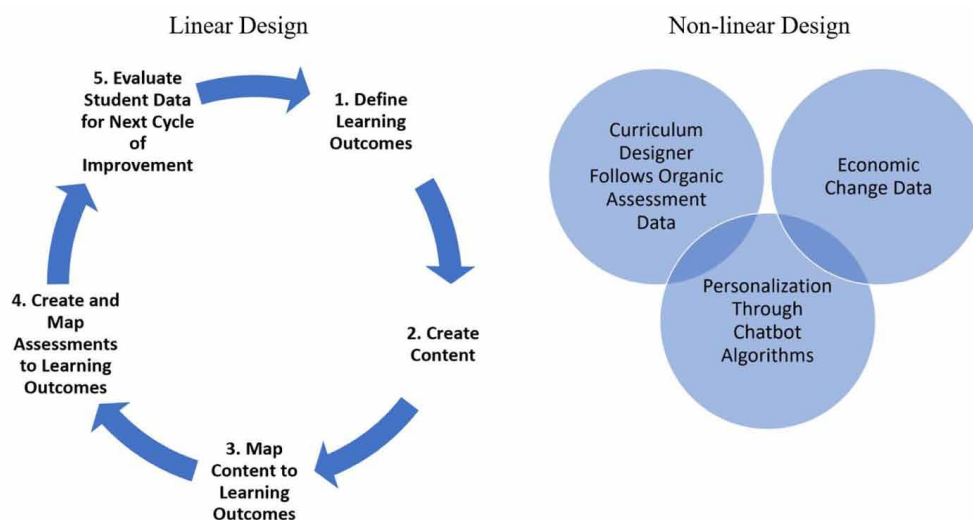 Linear Design
5. Evaluate
Student Data
for Next Cycle
of
Improvement
1. Define
Learning
Outcomes
2. Create
Content
3. Map
Content to
Learning
Outcomes
4. Create and
Map
Assessments
to Learning
Outcomes
Non-linear Design
Curriculum
Designer
Follows Organic
Assessment
Data
Economic
Change Data
Personalization
Through
Chatbot
Algorithms